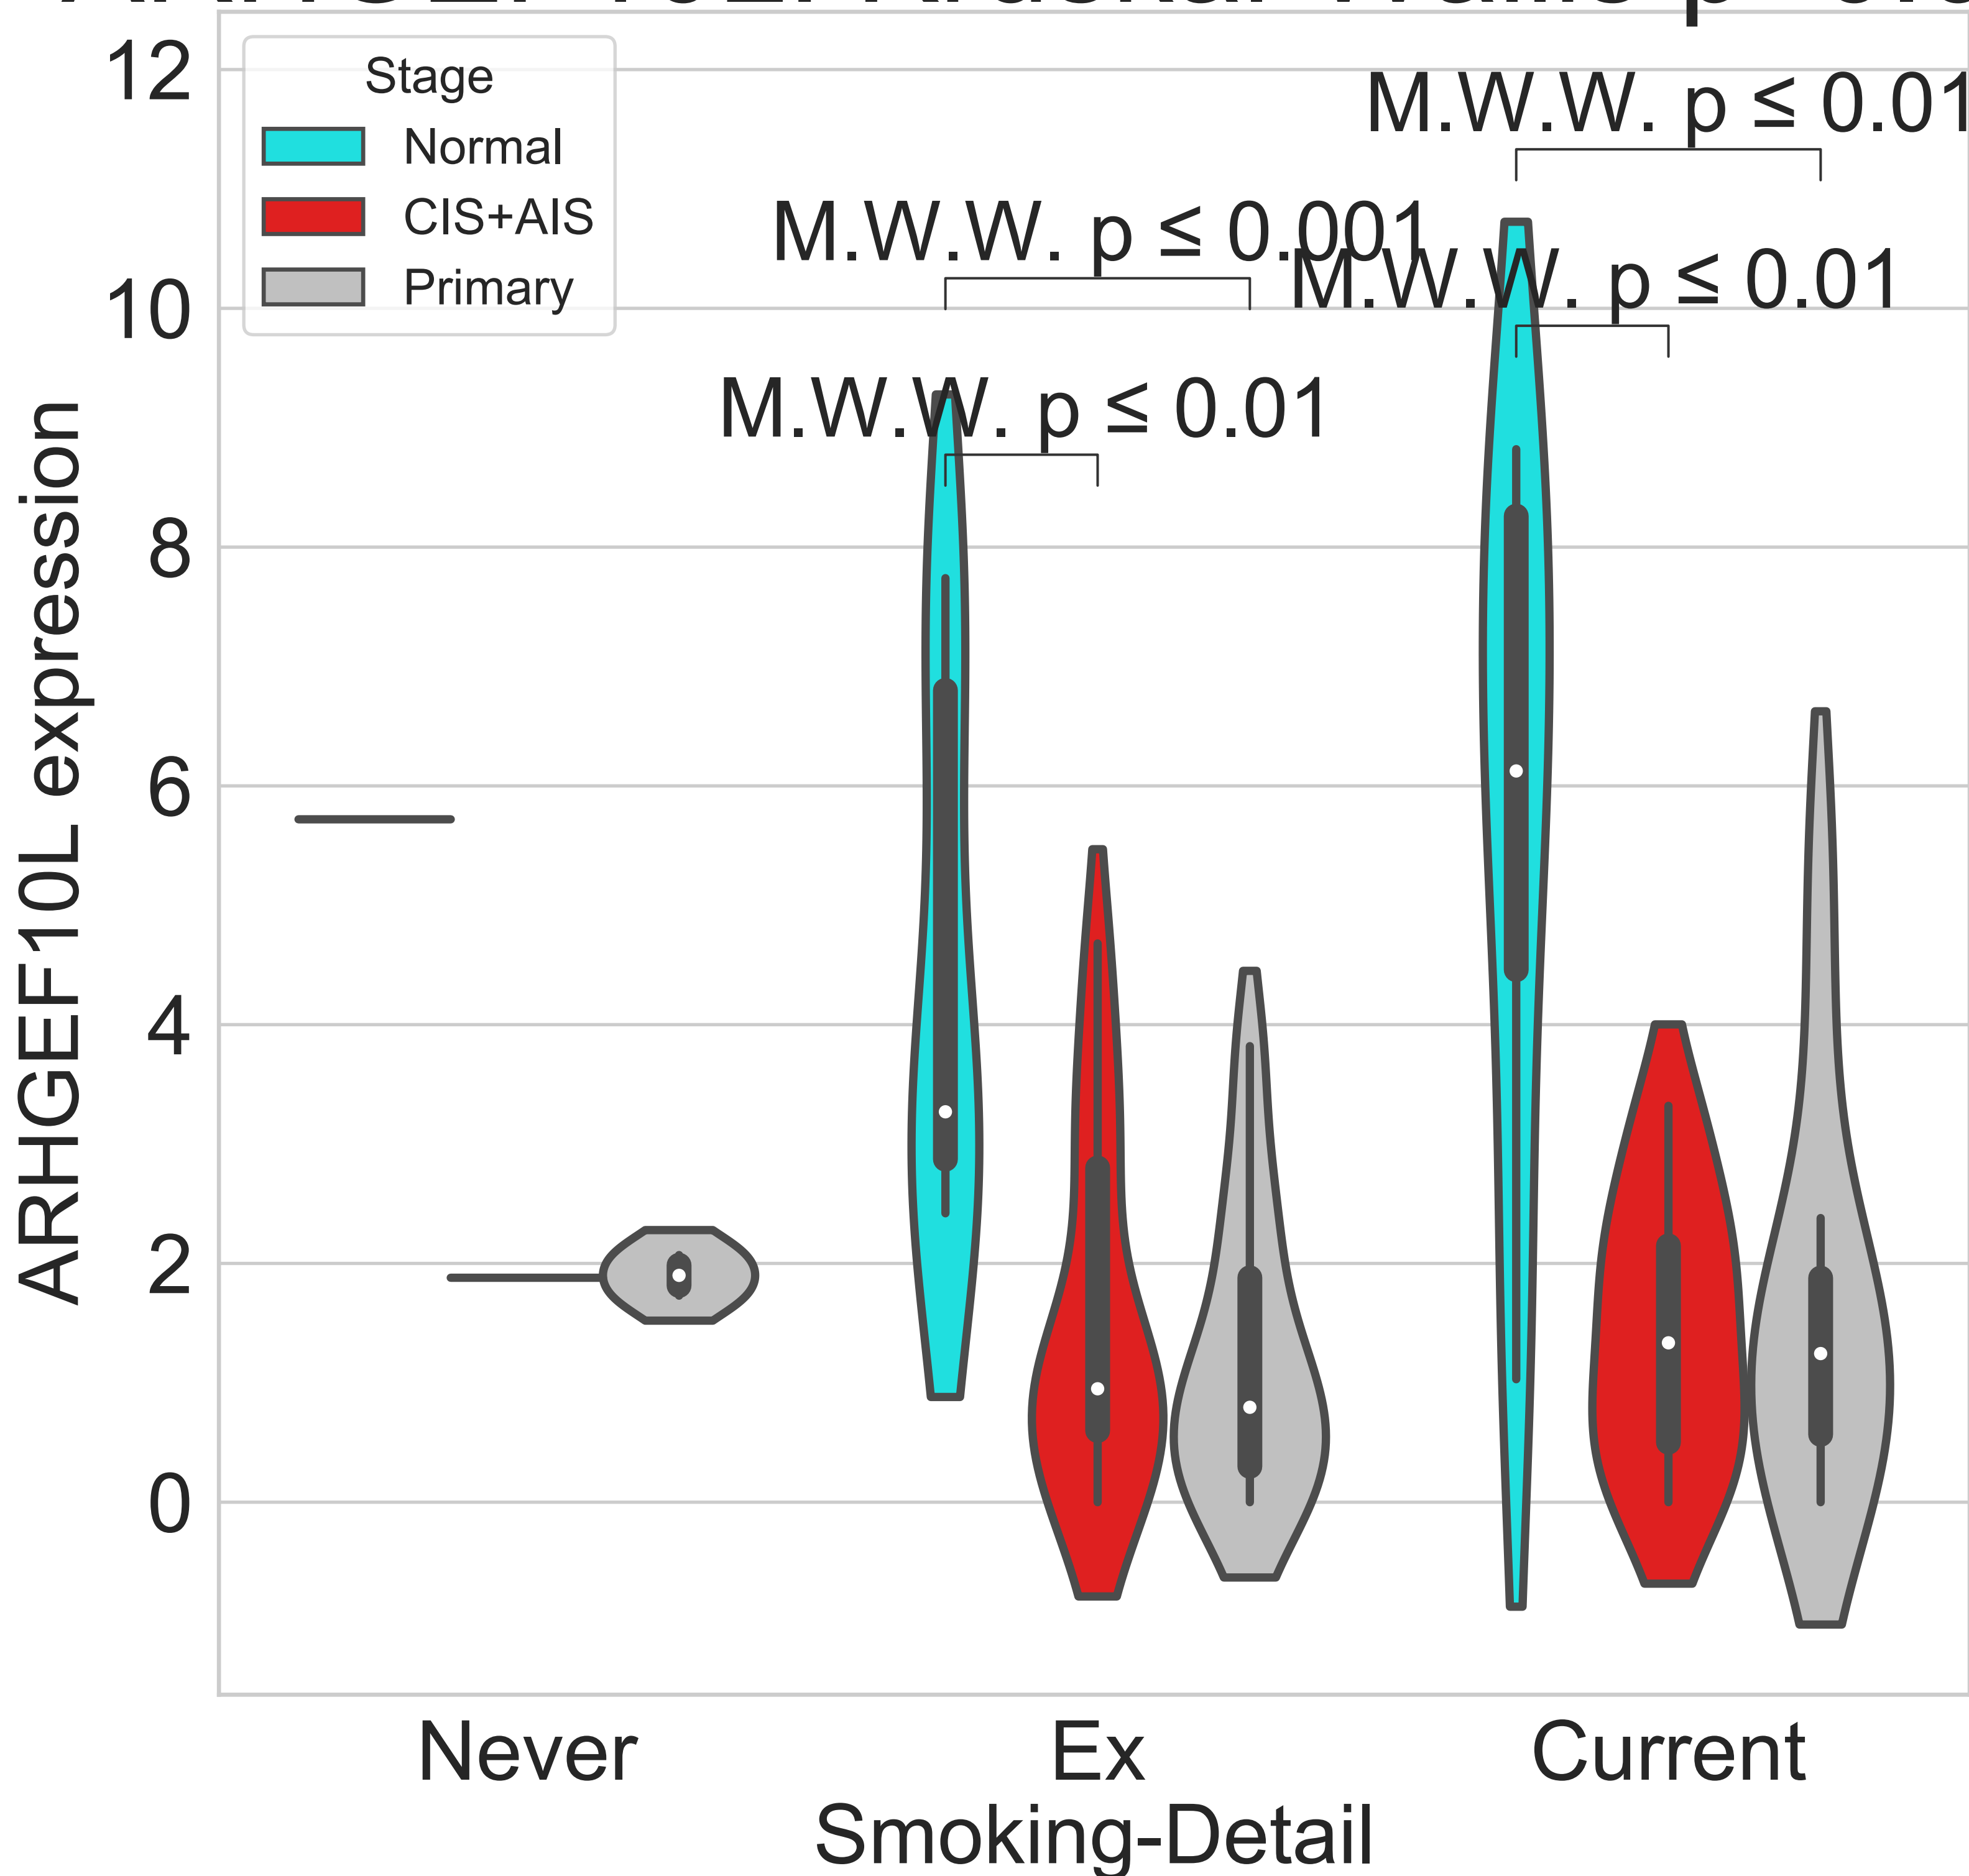 12
10
8
6
4
2
0
ARHGEF10L expression
Stage
Normal
CIS+AIS
Primary
M.W.W. p ≤ 0.01
M.W.W. p ≤ 0.001
M.W.W. p ≤ 0.01
M.W.W. p ≤ 0.01
Never
Ex
Current
Smoking-Detail